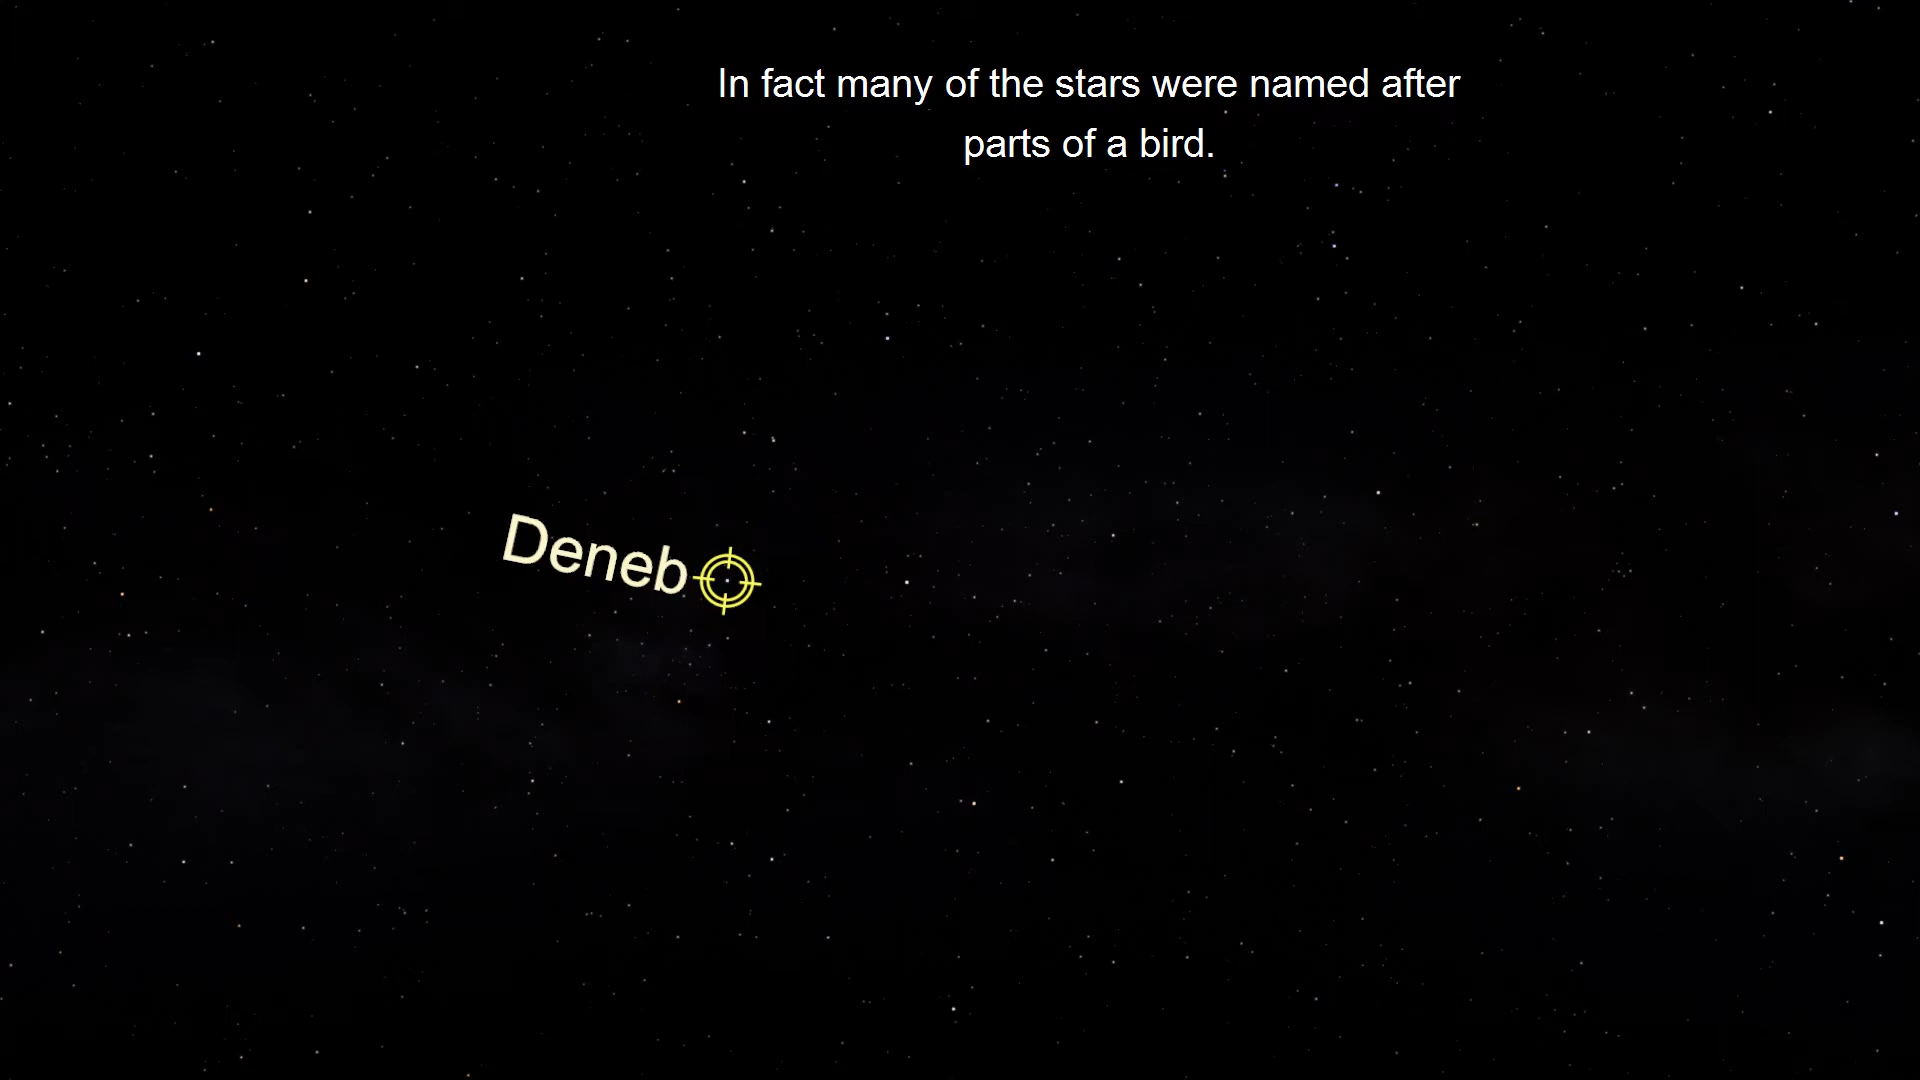 In fact many of the stars were named after
parts of a bird.
Deneb